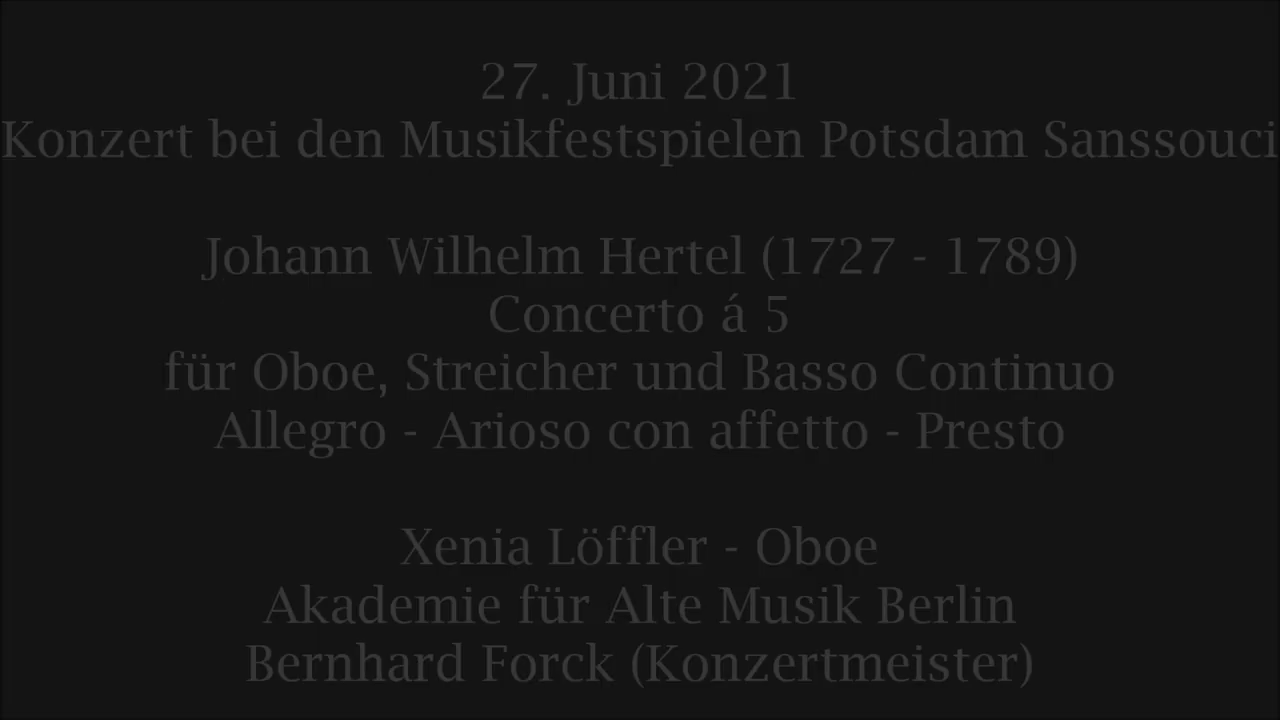 27. Juni 2021
Konzert bei den Musikfestspielen Potsdam Sanssouci
Johann Wilhelm Hertel (1727 - 1789)
Concerto á 5
für Oboe, Streicher und Basso Continuo
Allegro - Arioso con affetto - Presto
Xenia Löffler - Oboe
Akademie für Alte Musik Berlin
Bernhard Forck (Konzertmeister)